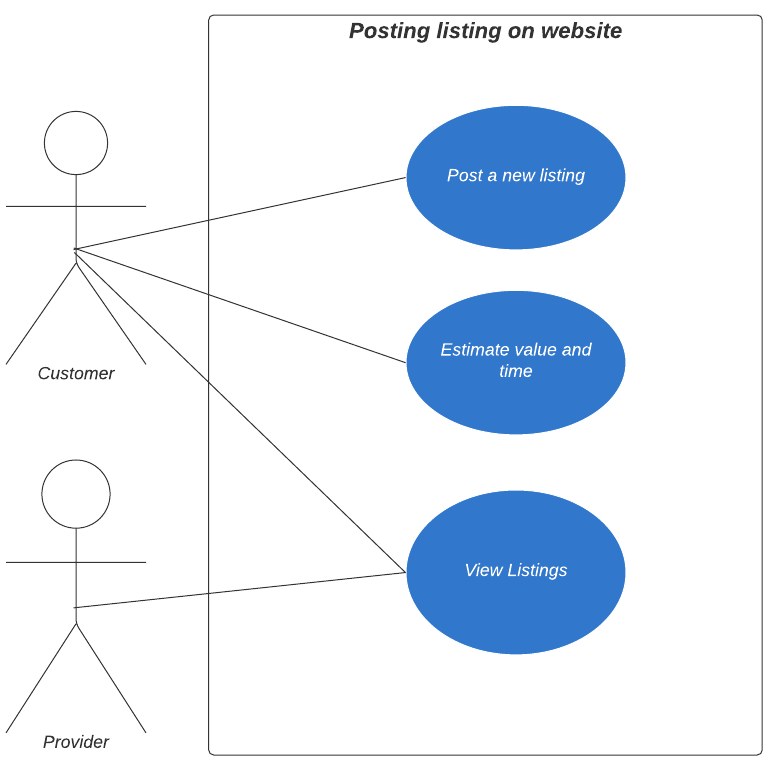 Posting listing on website
Post a new listing
Estimate value and
time
Customer
View Listings
Provider